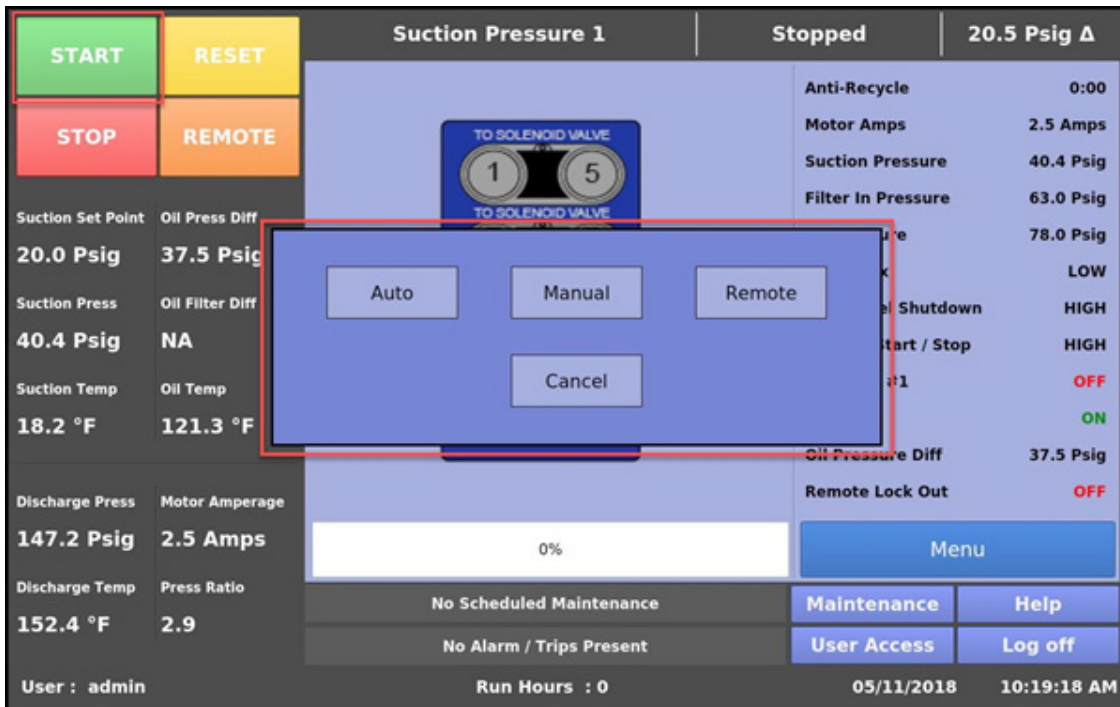 START
RESET
STOP
REMOTE
Suction Pressure 1
Stopped
20.5 Psig Δ
Suction Set Point Oil Press Diff
20.0 Psig 37.5 Psig
Suction Press Oil Filter Diff
40.4 Psig NA
Suction Temp Oil Temp
18.2 °F 121.3 °F
Discharge Press Motor Amperage
147.2 Psig 2.5 Amps
Discharge Temp Press Ratio
152.4 °F 2.9
TO SOLENOID VALVE
1 5
TO SOLENOID VALVE
Auto Manual Remote
Cancel
0%
Anti-Recycle 0:00
Motor Amps 2.5 Amps
Suction Pressure 40.4 Psig
Filter In Pressure 63.0 Psig
78.0 Psig
LOW
Shutdown HIGH
/ Stop HIGH
#1 OFF
ON
Oil Pressure Diff 37.5 Psig
Remote Lock Out OFF
Menu
No Scheduled Maintenance
No Alarm / Trips Present
Maintenance Help
User Access Log off
User : admin
Run Hours : 0
05/11/2018 10:19:18 AM